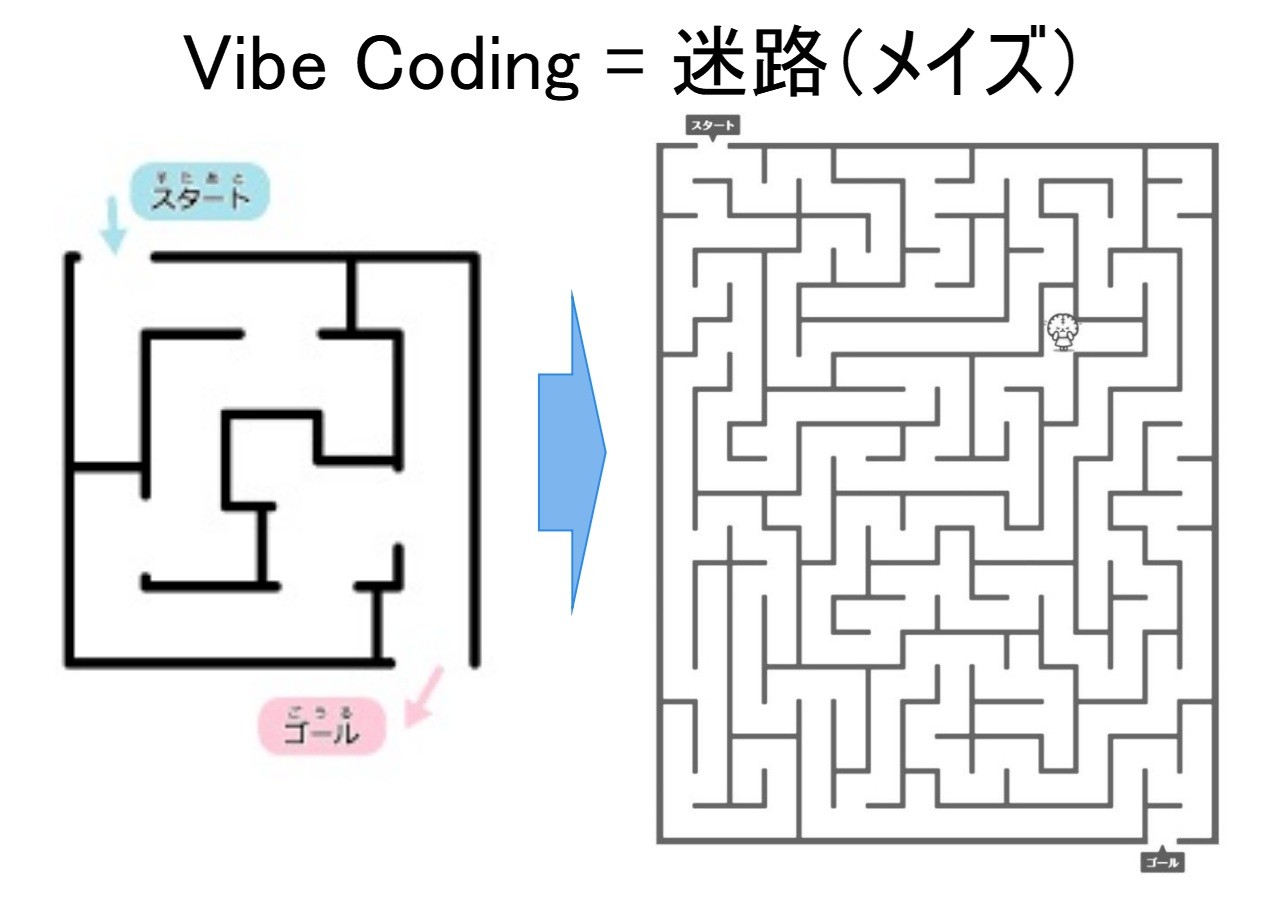 Vibe Coding = 迷路（メイズ）
スタート
すたあと
スタート
ごうる
ゴール
ゴール